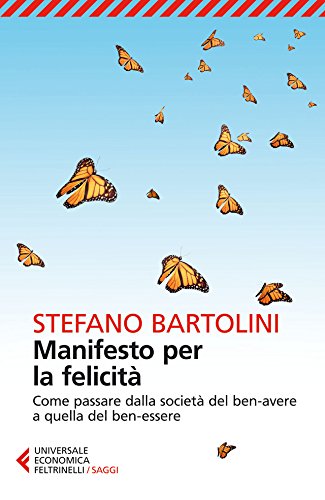 STEFANO BARTOLINI
Manifesto per
la felicità
Come passare dalla società del ben-avere
a quella del ben-essere
UNIVERSALE
ECONOMICA
FELTRINELLI/SAGGI